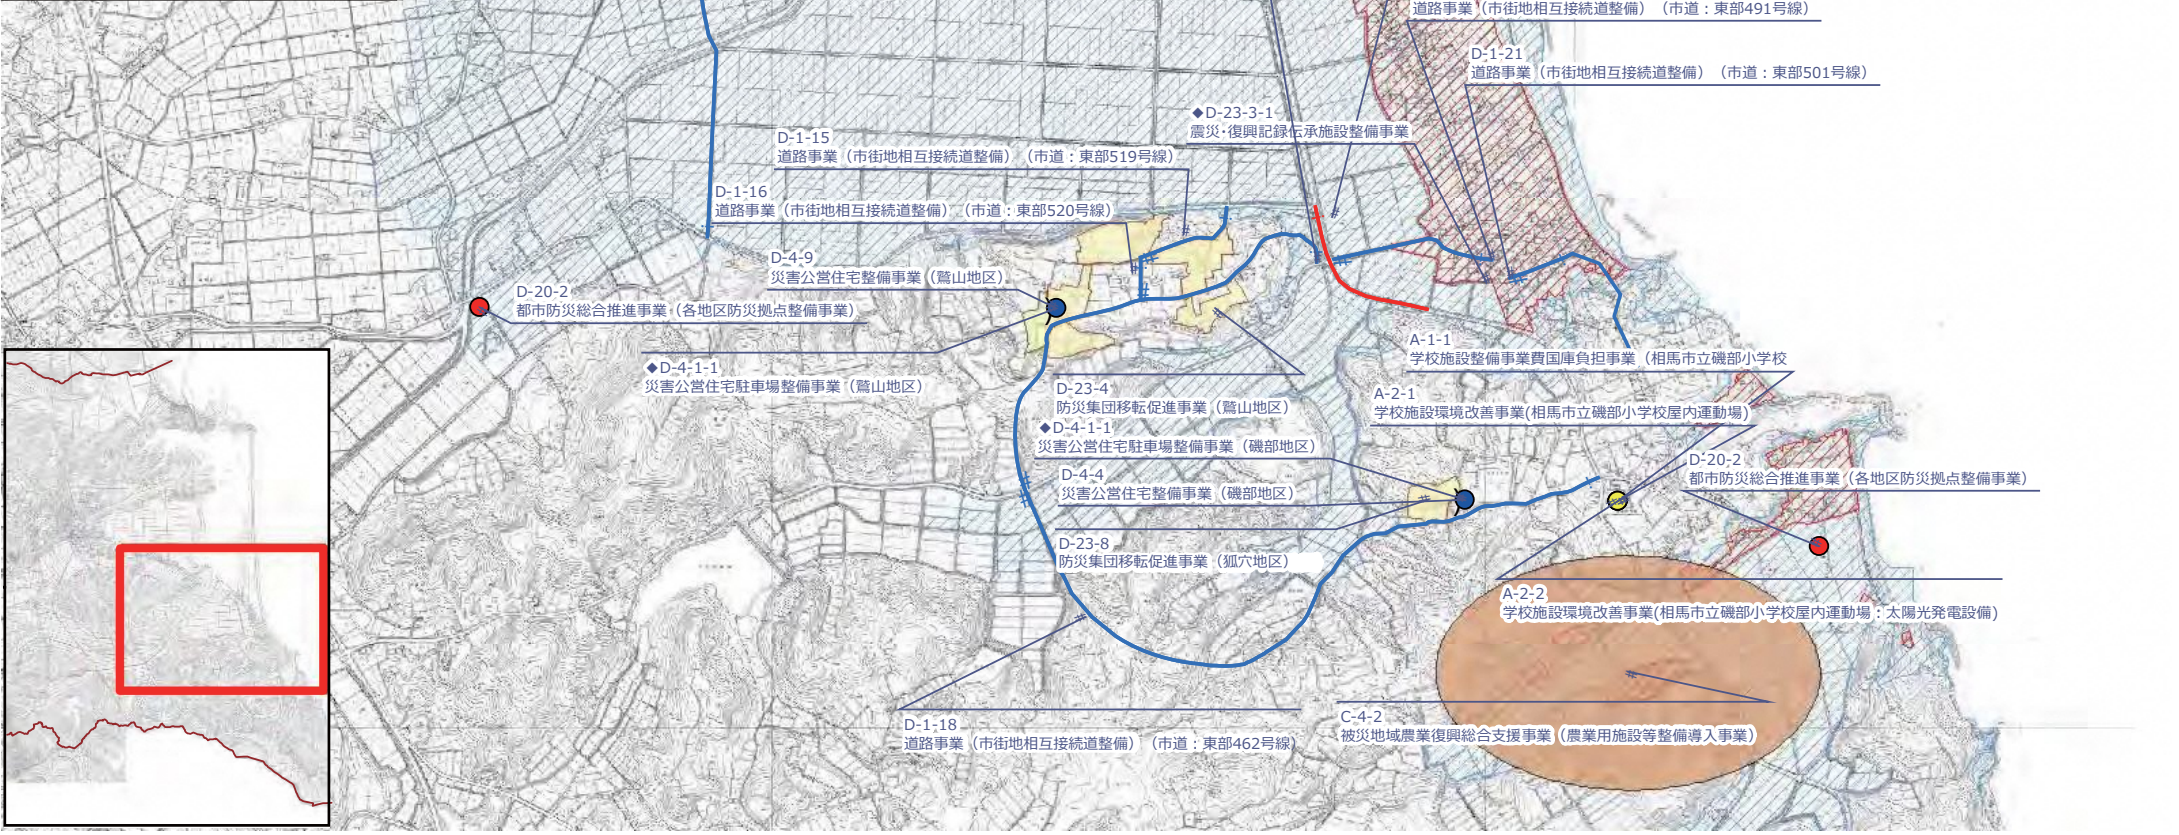 道路事業（市街地相互接続道整備）（市道：東部491号線）
D-1-21
道路事業（市街地相互接続道整備）（市道：東部501号線）
◆D-23-3-1
震災・復興記録伝承施設整備事業
D-1-15
道路事業（市街地相互接続道整備）（市道：東部519号線）
D-1-16
道路事業（市街地相互接続道整備）（市道：東部520号線）
D-4-9
災害公営住宅整備事業（鷲山地区）
D-20-2
都市防災総合推進事業（各地区防災拠点整備事業）
◆D-4-1-1
災害公営住宅駐車場整備事業（鷲山地区）
A-1-1
学校施設整備事業費国庫負担事業（相馬市立磯部小学校
D-23-4
防災集団移転促進事業（鷲山地区）
A-2-1
学校施設環境改善事業(相馬市立磯部小学校屋内運動場)
◆D-4-1-1
災害公営住宅駐車場整備事業（磯部地区）
D-20-2
都市防災総合推進事業（各地区防災拠点整備事業）
D-4-4
災害公営住宅整備事業（磯部地区）
D-23-8
防災集団移転促進事業（狐穴地区）
A-2-2
学校施設環境改善事業(相馬市立磯部小学校屋内運動場：太陽光発電設備)
D-1-18
道路事業（市街地相互接続道整備）（市道：東部462号線）
C-4-2
被災地域農業復興総合支援事業（農業用施設等整備導入事業）